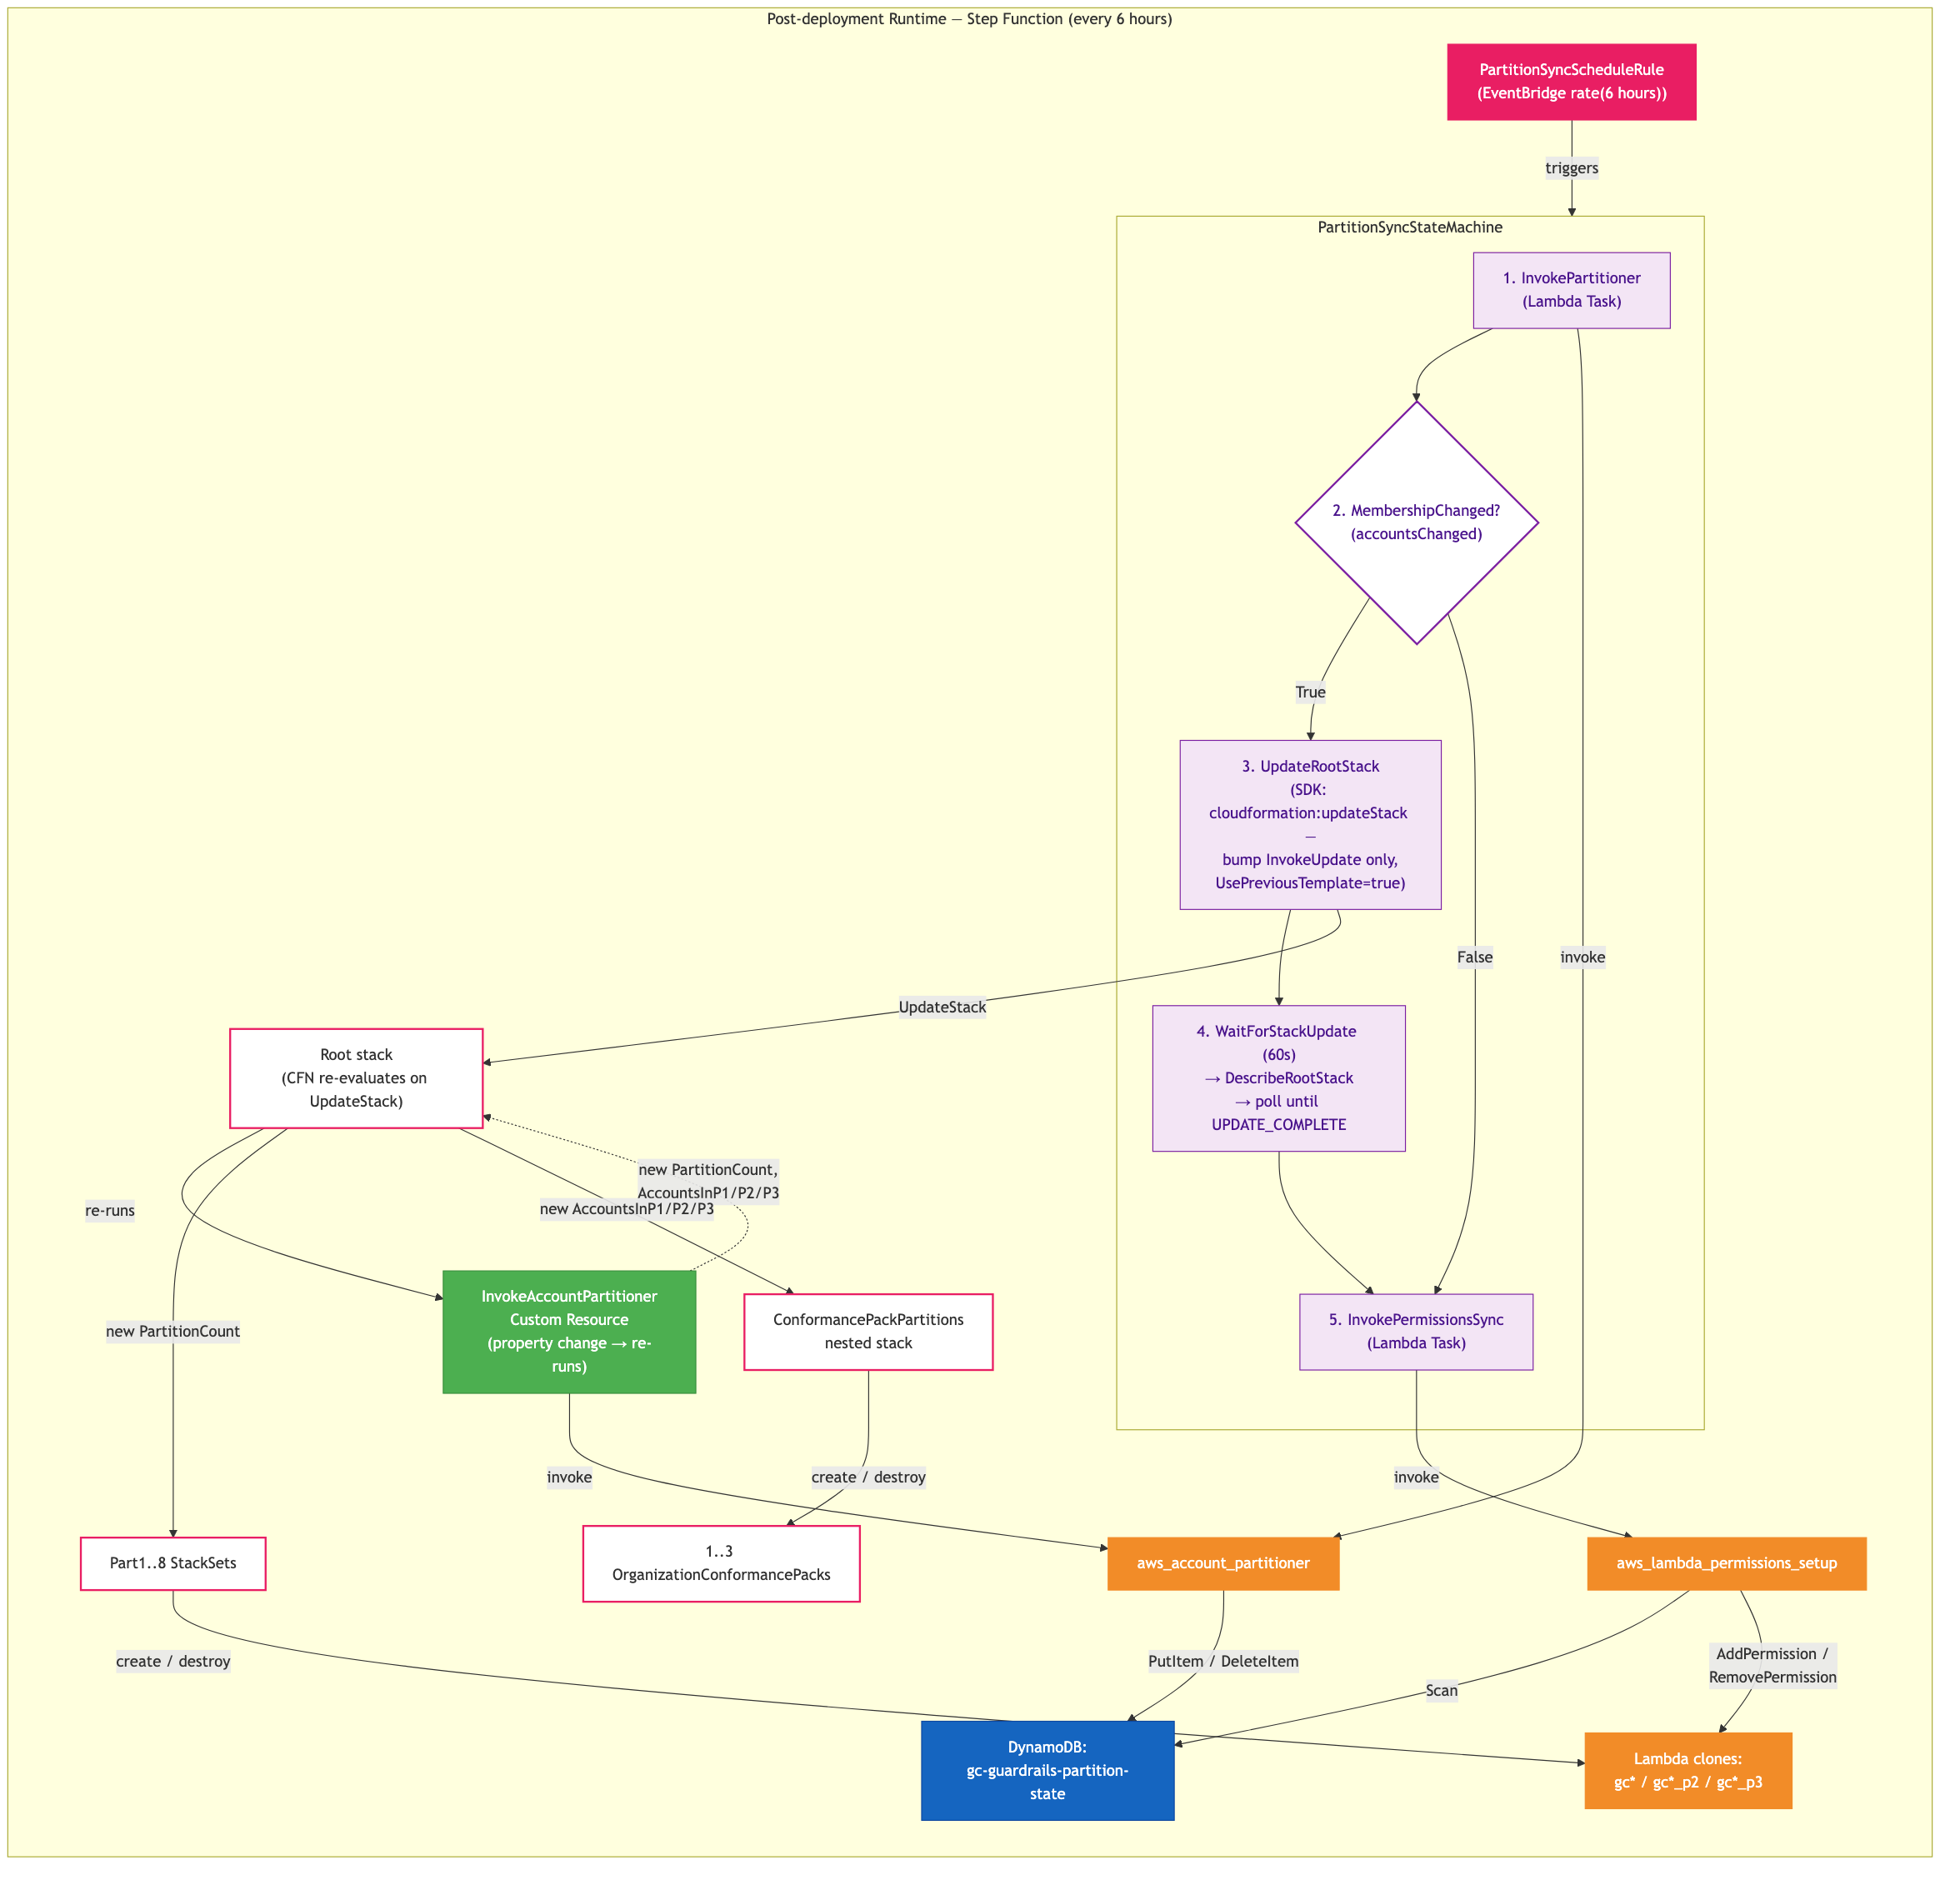 Post-deployment Runtime — Step Function (every 6 hours)
PartitionSyncScheduleRule
(EventBridge rate(6 hours))
triggers
PartitionSyncStateMachine
1. InvokePartitioner
(Lambda Task)
2. MembershipChanged?
(accountsChanged)
True
3. UpdateRootStack
(SDK:
cloudformation:updateStack
—
bump InvokeUpdate only,
UsePreviousTemplate=true)
False
invoke
UpdateStack
4. WaitForStackUpdate
(60s)
→ DescribeRootStack
→ poll until
UPDATE_COMPLETE
Root stack
(CFN re-evaluates on
UpdateStack)
new PartitionCount,
AccountsInP1/P2/P3
new AccountsInP1/P2/P3
re-runs
InvokeAccountPartitioner
Custom Resource
(property change → re-
runs)
ConformancePackPartitions
nested stack
5. InvokePermissionsSync
(Lambda Task)
new PartitionCount
invoke
create / destroy
invoke
Part1..8 StackSets
1..3
OrganizationConformancePacks
aws_account_partitioner
aws_lambda_permissions_setup
create / destroy
PutItem / DeleteItem
Scan
AddPermission /
RemovePermission
DynamoDB:
gc-guardrails-partition-
state
Lambda clones:
gc* / gc*_p2 / gc*_p3